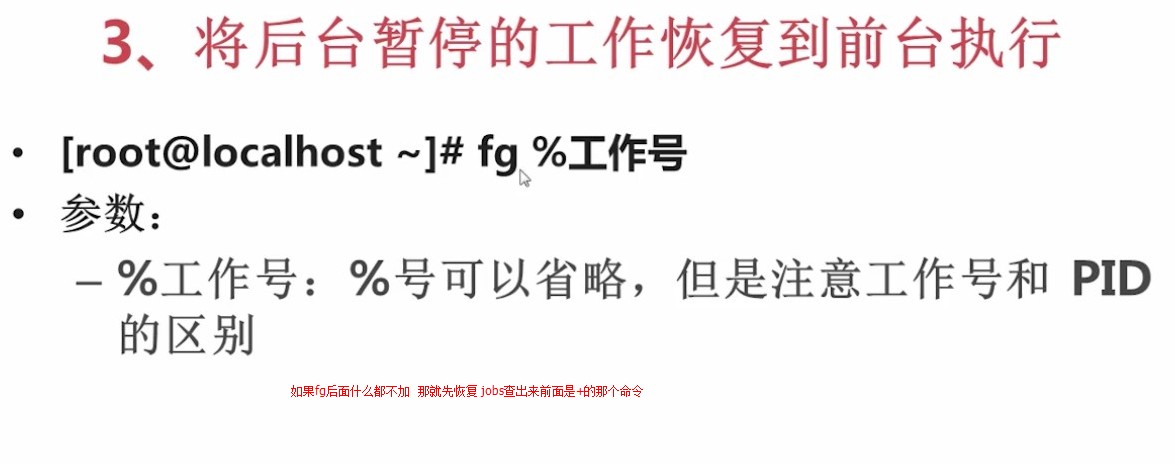 3、将后台暂停的工作恢复到前台执行
• [root@localhost ~]# fg %工作号
• 参数：
– %工作号：%号可以省略，但是注意工作号和 PID
的区别
如果fg后面什么都不加 那就先恢复 jobs查出来前面是+的那个命令